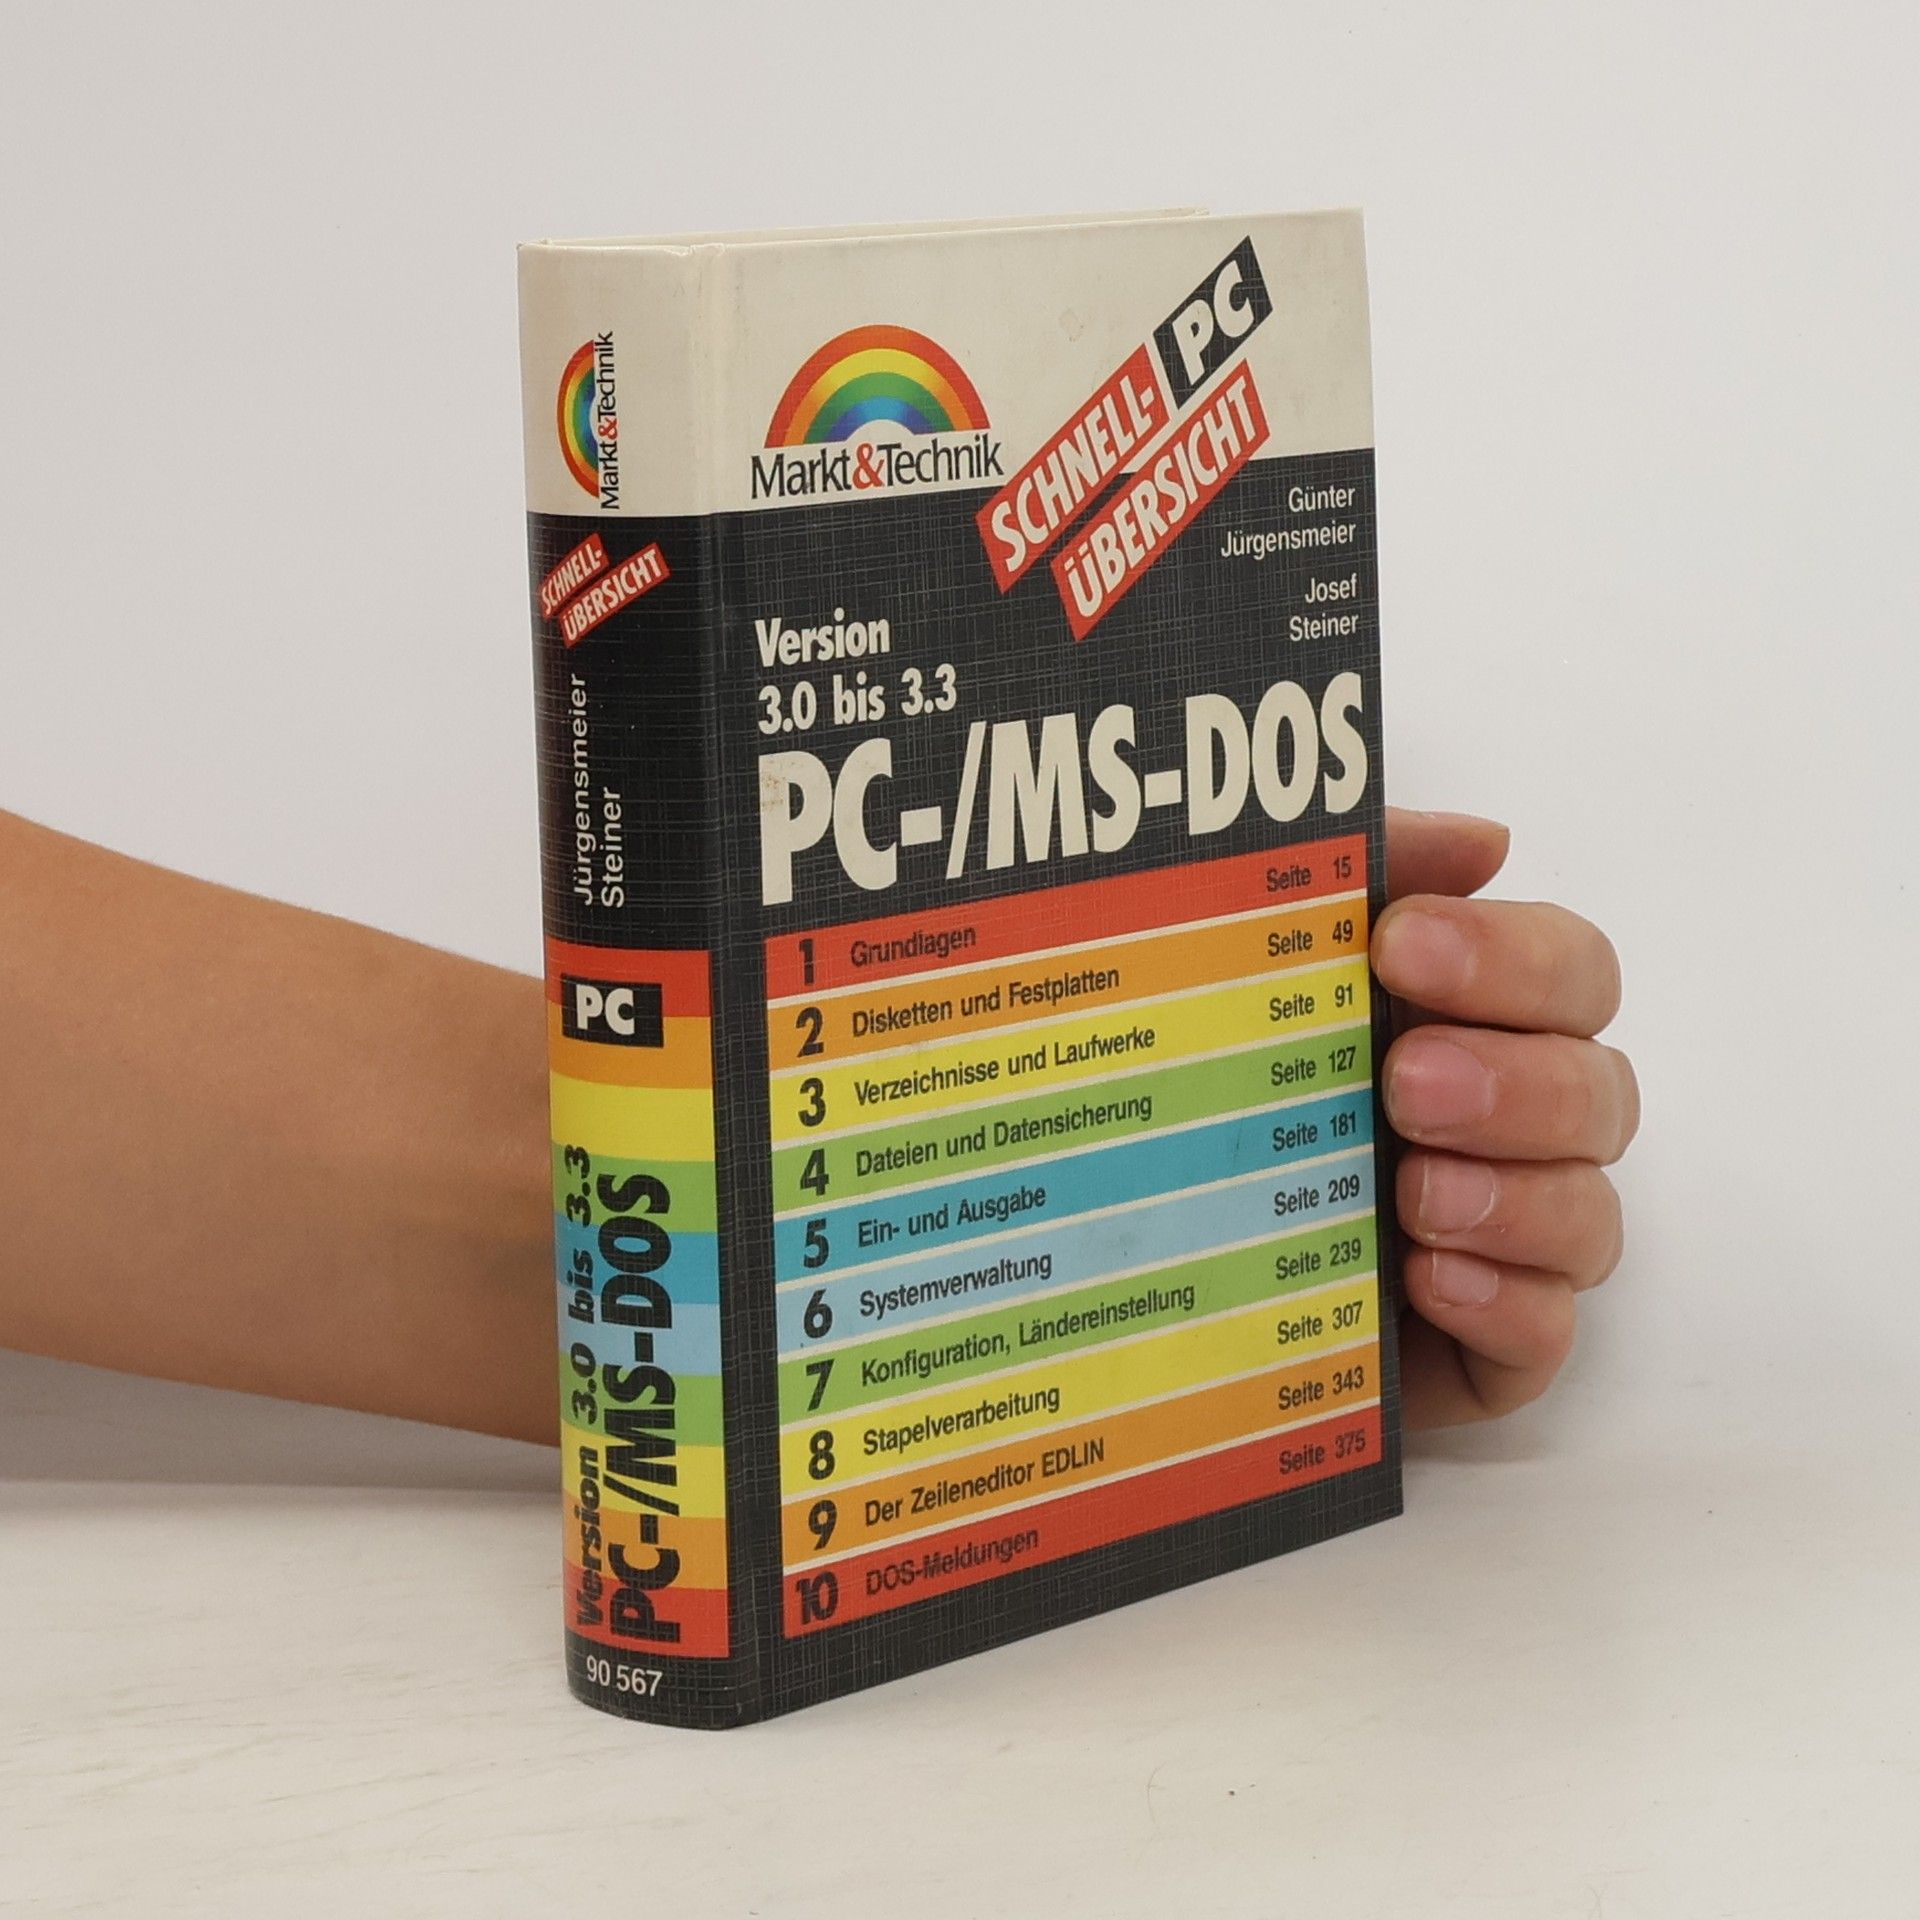 Markt&Technik
SCHNELL-
ÜBERSICHT
Jürgensmeier
Steiner
PC
Version 3.0 bis 3.3
PC-/MS-DOS
90 567
Markt&Technik
SCHNELL-
PC
ÜBERSICHT
Günter
Jürgensmeier
Josef
Steiner
Version
3.0 bis 3.3
PC-/MS-DOS
1 Grundlagen Seite 15
2 Disketten und Festplatten Seite 49
3 Verzeichnisse und Laufwerke Seite 91
4 Dateien und Datensicherung Seite 127
5 Ein- und Ausgabe Seite 181
6 Systemverwaltung Seite 209
7 Konfiguration, Ländereinstellung Seite 239
8 Stapelverarbeitung Seite 307
9 Der Zeileneditor EDLIN Seite 343
10 DOS-Meldungen Seite 375